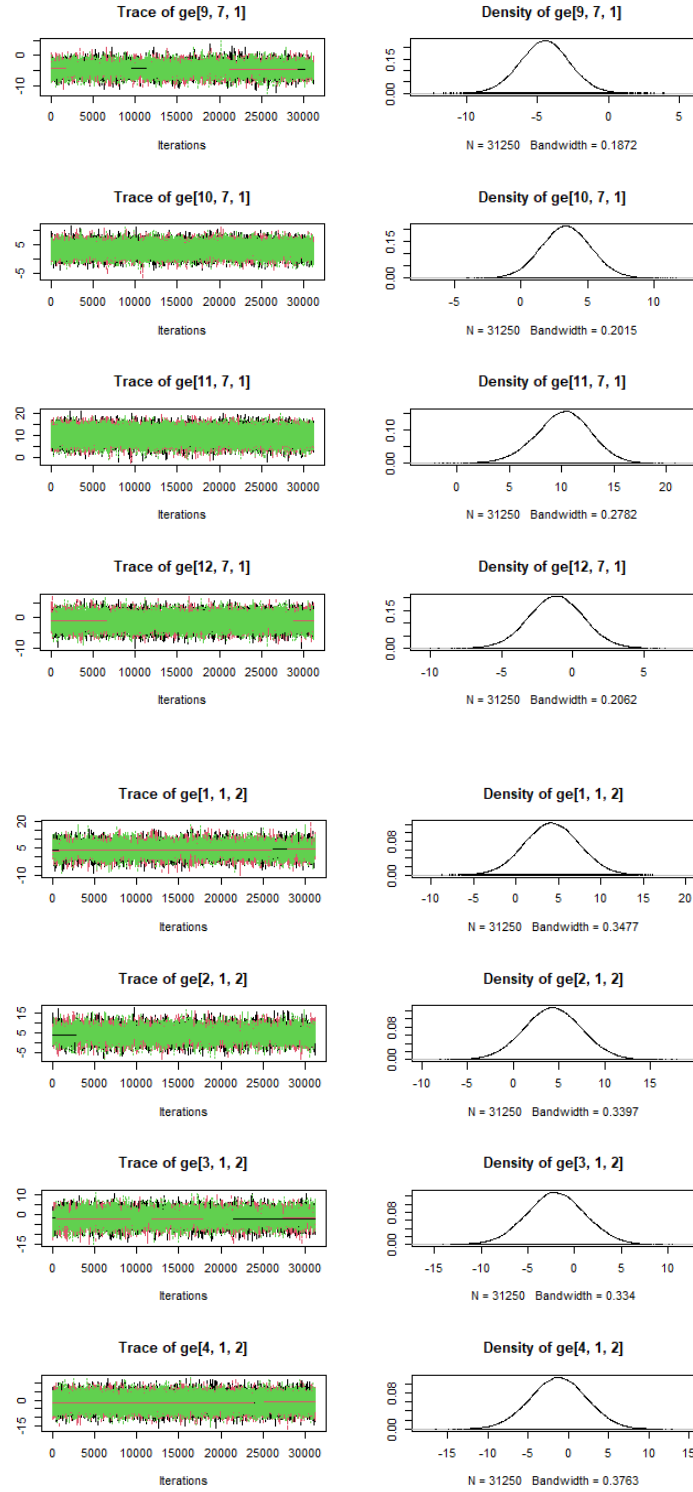 Trace of ge[9, 7, 1]
Density of ge[9, 7, 1]
0
-10
0 5000 10000 15000 20000 25000 30000
Iterations
0.15
0.00
-10 -5 0 5
N = 31250 Bandwidth = 0.1872
Trace of ge[10, 7, 1]
Density of ge[10, 7, 1]
5
-5
0 5000 10000 15000 20000 25000 30000
Iterations
0.15
0.00
-5 0 5 10
N = 31250 Bandwidth = 0.2015
Trace of ge[11, 7, 1]
Density of ge[11, 7, 1]
20
10
0
0 5000 10000 15000 20000 25000 30000
Iterations
0.10
0.00
0 5 10 15 20
N = 31250 Bandwidth = 0.2782
Trace of ge[12, 7, 1]
Density of ge[12, 7, 1]
0
-10
0 5000 10000 15000 20000 25000 30000
Iterations
0.15
0.00
-10 -5 0 5
N = 31250 Bandwidth = 0.2062
Trace of ge[1, 1, 2]
Density of ge[1, 1, 2]
20
5
-10
0 5000 10000 15000 20000 25000 30000
Iterations
0.08
0.00
-10 -5 0 5 10 15 20
N = 31250 Bandwidth = 0.3477
Trace of ge[2, 1, 2]
Density of ge[2, 1, 2]
15
5
-5
0 5000 10000 15000 20000 25000 30000
Iterations
0.08
0.00
-10 -5 0 5 10 15
N = 31250 Bandwidth = 0.3397
Trace of ge[3, 1, 2]
Density of ge[3, 1, 2]
10
0
-15
0 5000 10000 15000 20000 25000 30000
Iterations
0.08
0.00
-15 -10 -5 0 5 10
N = 31250 Bandwidth = 0.334
Trace of ge[4, 1, 2]
Density of ge[4, 1, 2]
0
-15
0 5000 10000 15000 20000 25000 30000
Iterations
0.08
0.00
-15 -10 -5 0 5 10 15
N = 31250 Bandwidth = 0.3763